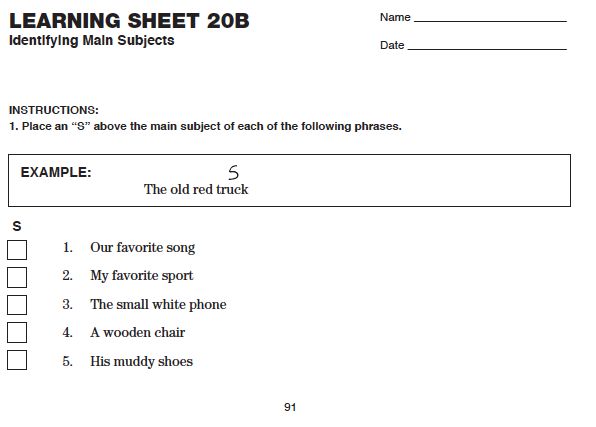 LEARNING SHEET 20B
Identifying Main Subjects
Name
Date
INSTRUCTIONS:
1. Place an “S” above the main subject of each of the following phrases.
EXAMPLE:
S
The old red truck
S
1. Our favorite song
2. My favorite sport
3. The small white phone
4. A wooden chair
5. His muddy shoes
91